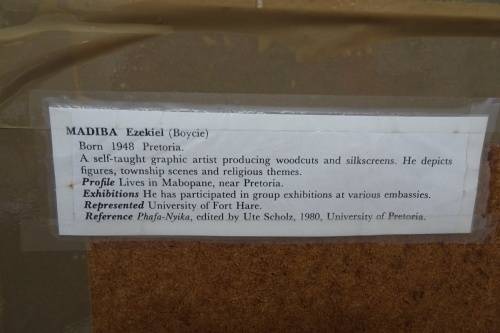 MADIBA Ezekiel (Boycie)
Born 1948 Pretoria.
A self-taught graphic artist producing woodcuts and silkscreens. He depicts
figures, township scenes and religious themes.
Profile Lives in Mabopane, near Pretoria.
Exhibitions He has participated in group exhibitions at various embassies.
Represented University of Fort Hare.
Reference Phafa-Nyika, edited by Ute Scholz, 1980, University of Pretoria.